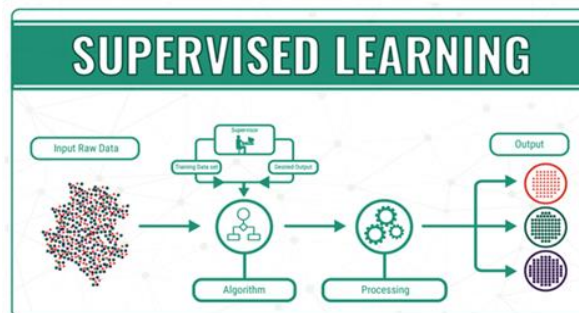 SUPERVISED LEARNING
Input Raw Data
Supervisor
Training Data set
Desired Output
Algorithm
Processing
Output